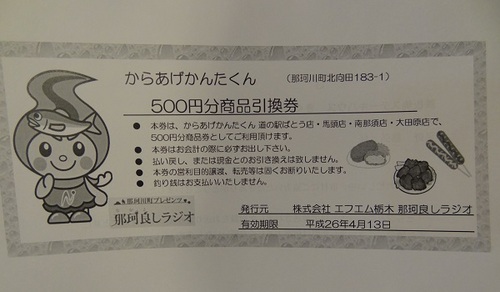 からあげかんたくん （那珂川町北向田183-1）
500円分商品引換券
● 本券は、からあげかんたくん 道の駅ばとう店・馬頭店・南那須店・大田原店で、
500円分商品券としてご利用頂けます。
● 本券はお会計の際に必ずお出し下さい。
● 払い戻し、または現金とのお引き換えは致しません。
● 本券の営利目的譲渡、転売等は固くお断りいたします。
● 釣り銭はお支払いいたしません。
那珂川町プレゼンツ
那珂良しラジオ
発行元 株式会社 エフエム栃木 那珂良しラジオ
有効期限 平成26年4月13日